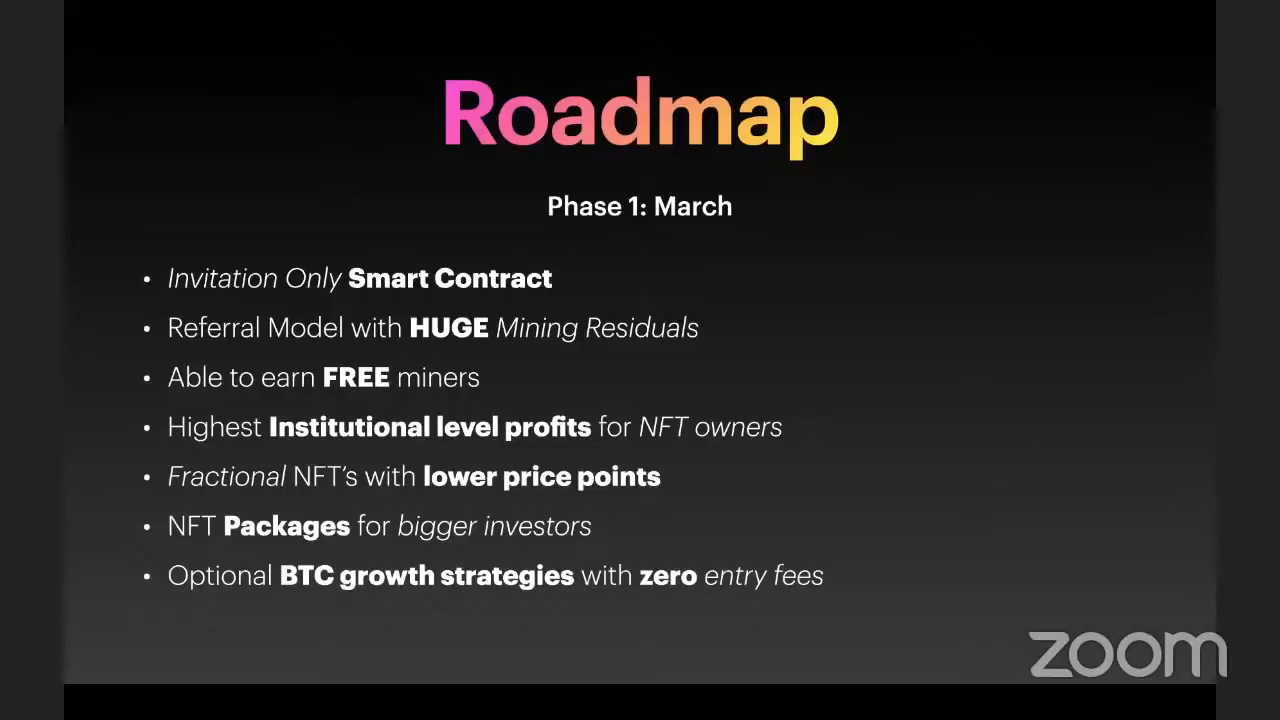 Roadmap
Phase 1: March
• Invitation Only Smart Contract
• Referral Model with HUGE Mining Residuals
• Able to earn FREE miners
• Highest Institutional level profits for NFT owners
• Fractional NFT’s with lower price points
• NFT Packages for bigger investors
• Optional BTC growth strategies with zero entry fees
zoom